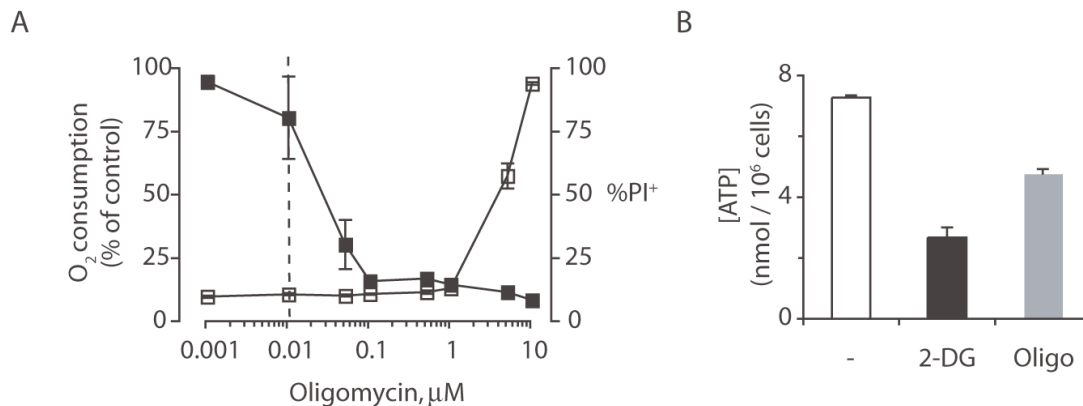 A
B
100
75
50
25
0
O₂ consumption
(% of control)
100
75
50
25
0
%PI⁺
0.001
0.01
0.1
1
10
Oligomycin, μM
8
4
0
[ATP]
(nmol / 10⁶ cells)
-
2-DG
Oligo